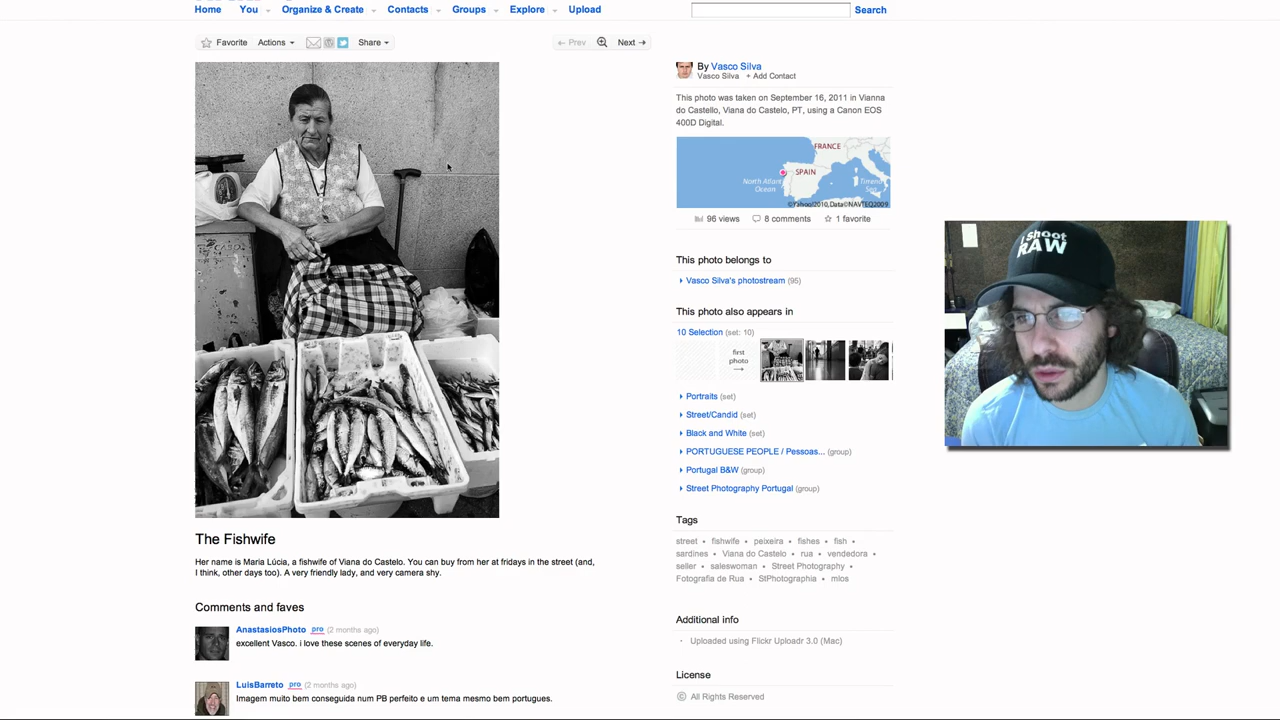 Home You Organize & Create Contacts Groups Explore Upload Search
Favorite Actions Share ← Prev Next →
By Vasco Silva
Vasco Silva + Add Contact
This photo was taken on September 16, 2011 in Vianna
do Castello, Viana do Castelo, PT, using a Canon EOS
400D Digital.
FRANCE
SPAIN
North Atlantic
Ocean
Sea
©Yahoo!2010,Data©NAVTEQ2009
96 views 8 comments 1 favorite
I Shoot
RAW
This photo belongs to
Vasco Silva's photostream (95)
This photo also appears in
10 Selection (set: 10)
first
photo
→
Portraits (set)
Street/Candid (set)
Black and White (set)
PORTUGUESE PEOPLE / Pessoas... (group)
Portugal B&W (group)
Street Photography Portugal (group)
Tags
street • fishwife • peixeira • fishes • fish •
sardines • Viana do Castelo • rua • vendedora •
seller • saleswoman • Street Photography •
Fotografia de Rua • StPhotographia • mlos
Additional info
· Uploaded using Flickr Uploadr 3.0 (Mac)
License
© All Rights Reserved
The Fishwife
Her name is Maria Lúcia, a fishwife of Viana do Castelo. You can buy from her at fridays in the street (and,
I think, other days too). A very friendly lady, and very camera shy.
Comments and faves
AnastasiosPhoto pro (2 months ago)
excellent Vasco. i love these scenes of everyday life.
LuisBarreto pro (2 months ago)
Imagem muito bem conseguida num PB perfeito e um tema mesmo bem portugues.